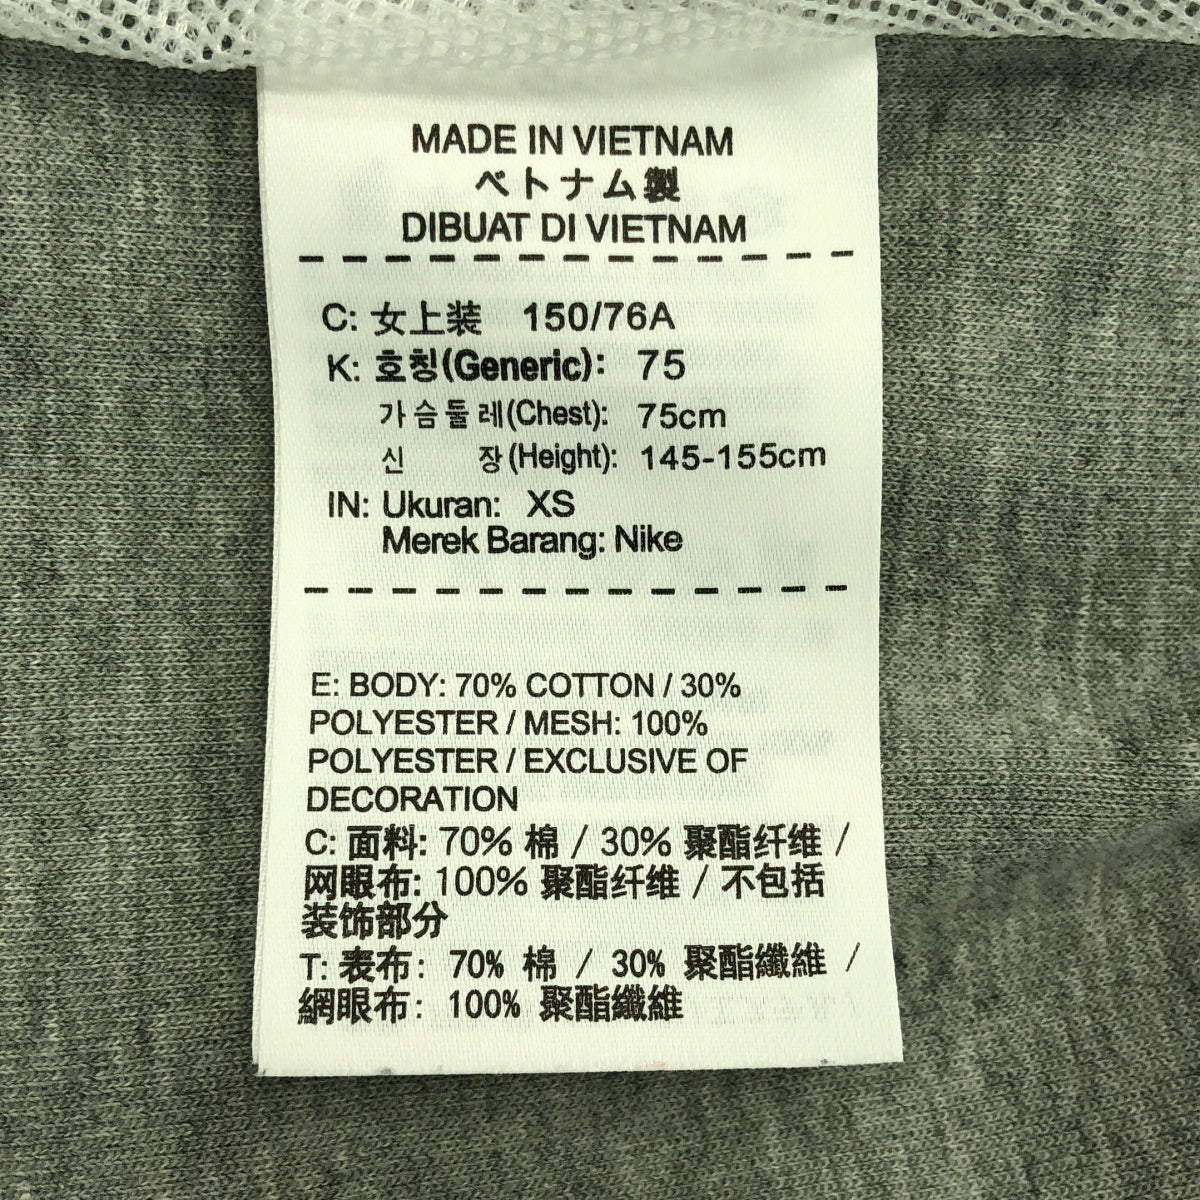 MADE IN VIETNAM
ベトナム製
DIBUAT DI VIETNAM
C: 女上装 150/76A
K: 호칭(Generic): 75
가슴둘레(Chest): 75cm
신 장(Height): 145-155cm
IN: Ukuran: XS
Merek Barang: Nike
E: BODY: 70% COTTON / 30%
POLYESTER / MESH: 100%
POLYESTER / EXCLUSIVE OF
DECORATION
C: 面料: 70% 棉 / 30% 聚酯纤维 /
网眼布: 100% 聚酯纤维 / 不包括
装饰部分
T: 表布: 70% 棉 / 30% 聚酯纖維 /
網眼布: 100% 聚酯纖維